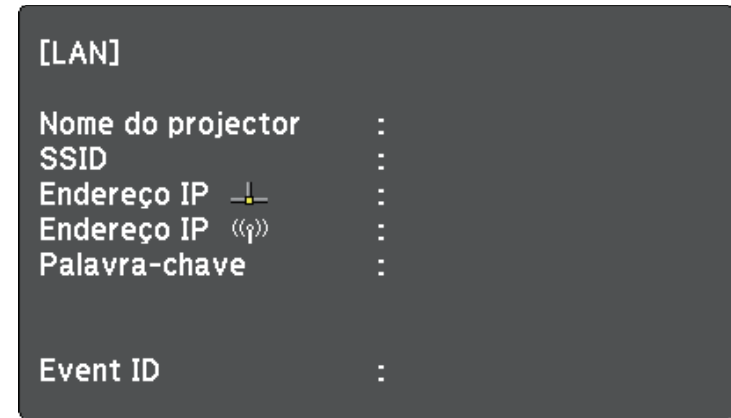 [LAN]
Nome do projector :
SSID :
Endereço IP :
Endereço IP :
Palavra-chave :
Event ID :